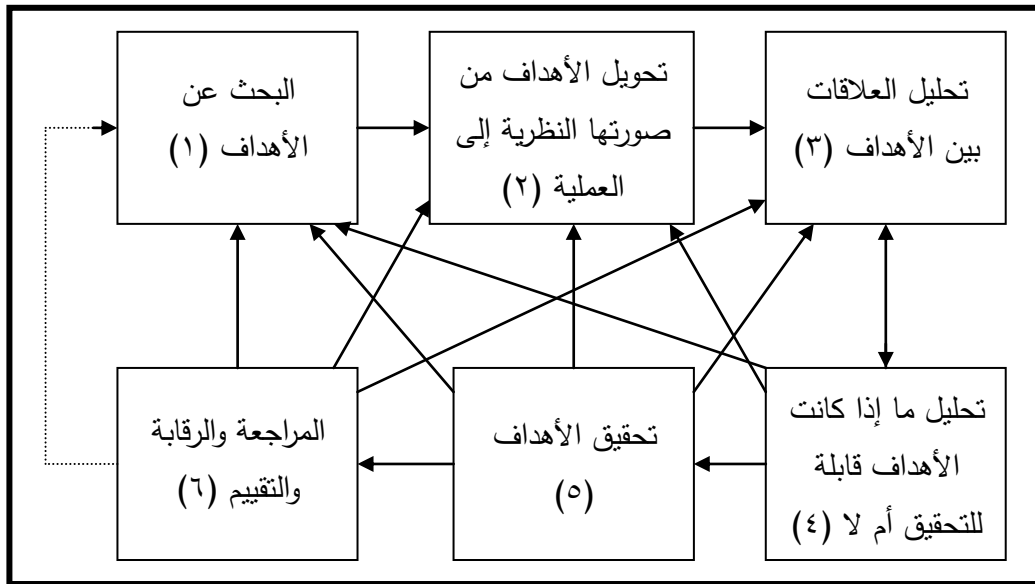 البحث عن
الأهداف (١)
تحويل الأهداف من
صورتها النظرية إلى
العملية (٢)
تحليل العلاقات
بين الأهداف (٣)
تحليل ما إذا كانت
الأهداف قابلة
للتحقيق أم لا (٤)
تحقيق الأهداف
(٥)
المراجعة والرقابة
والتقييم (٦)